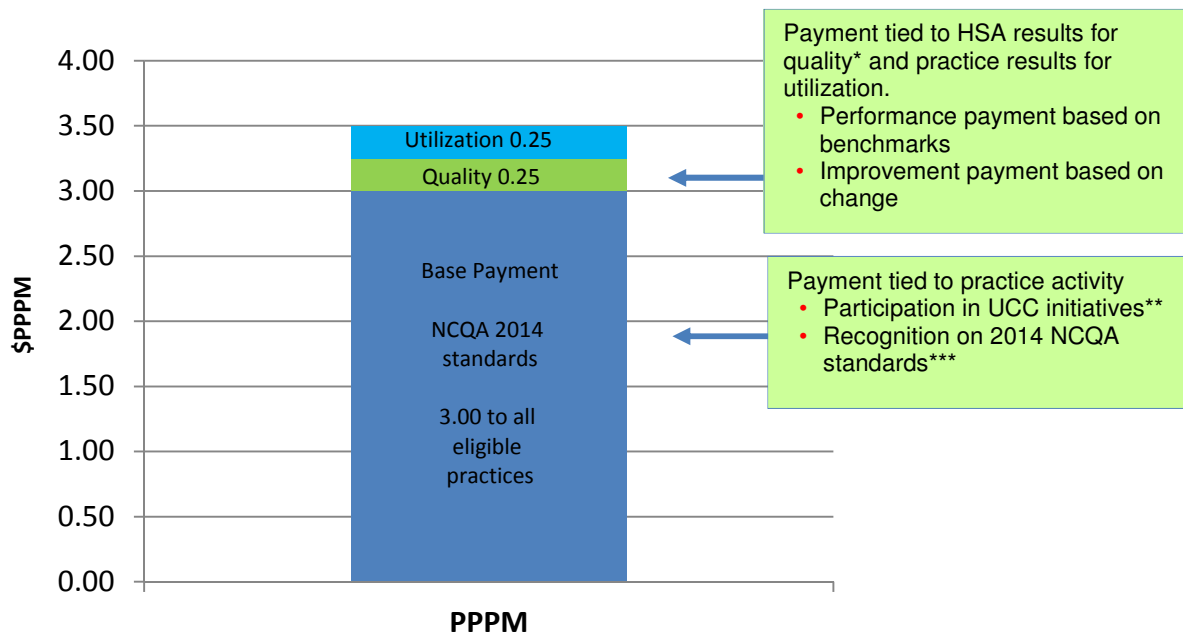 4.00
3.50
3.00
2.50
2.00
1.50
1.00
0.50
0.00
$PPPM
Utilization 0.25
Quality 0.25
Base Payment
NCQA 2014
standards
3.00 to all
eligible
practices
PPPM
Payment tied to HSA results for
quality* and practice results for
utilization.
• Performance payment based on
benchmarks
• Improvement payment based on
change
Payment tied to practice activity
• Participation in UCC initiatives**
• Recognition on 2014 NCQA
standards***